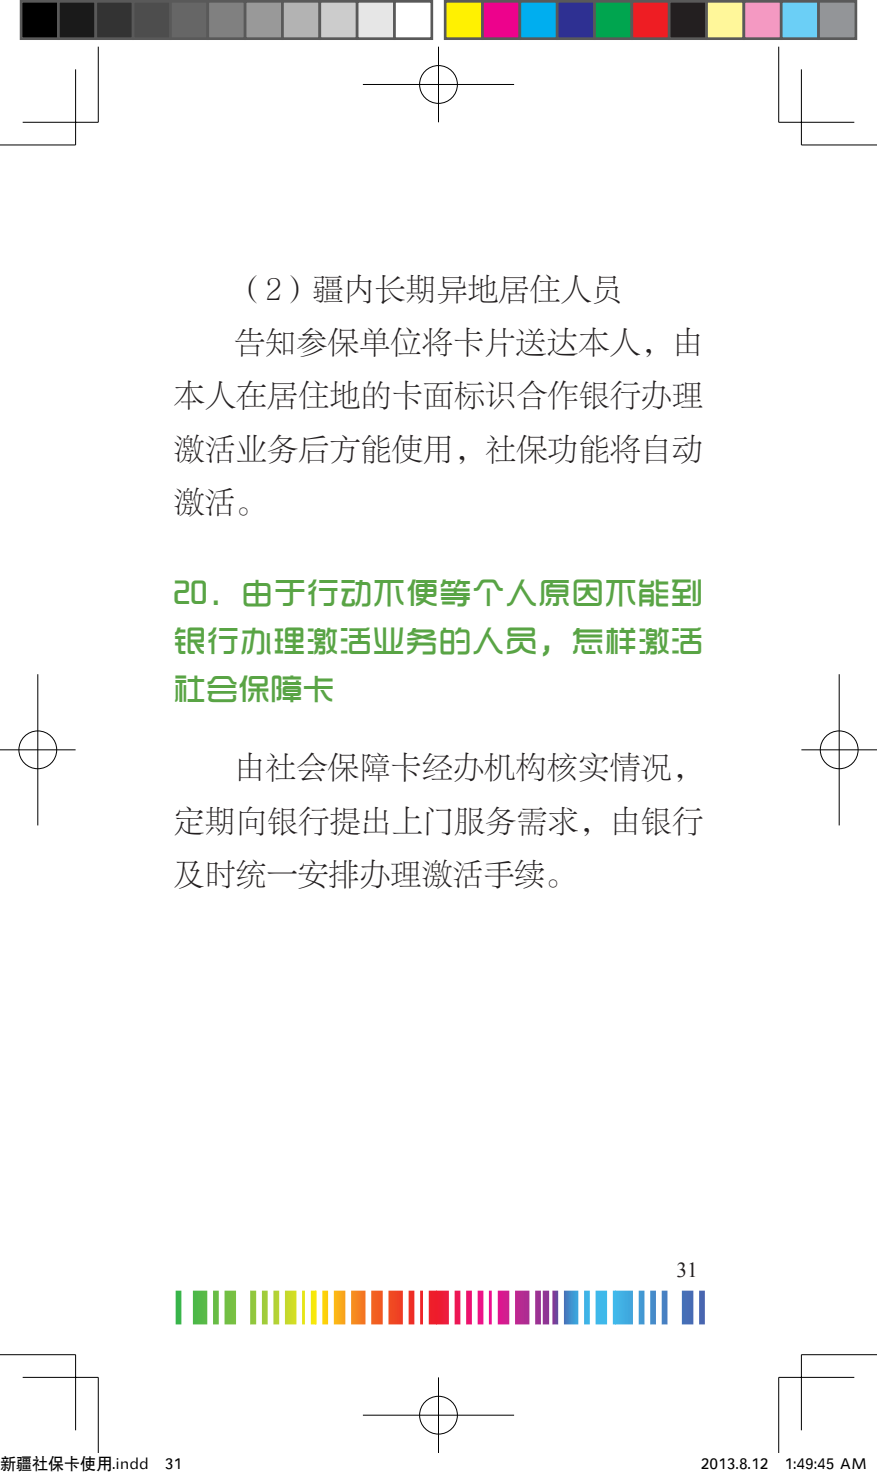 （2）疆内长期异地居住人员
告知参保单位将卡片送达本人，由
本人在居住地的卡面标识合作银行办理
激活业务后方能使用，社保功能将自动
激活。
20．由于行动不便等个人原因不能到
银行办理激活业务的人员，怎样激活
社会保障卡
由社会保障卡经办机构核实情况，
定期向银行提出上门服务需求，由银行
及时统一安排办理激活手续。
31
新疆社保卡使用.indd 31
2013.8.12 1:49:45 AM